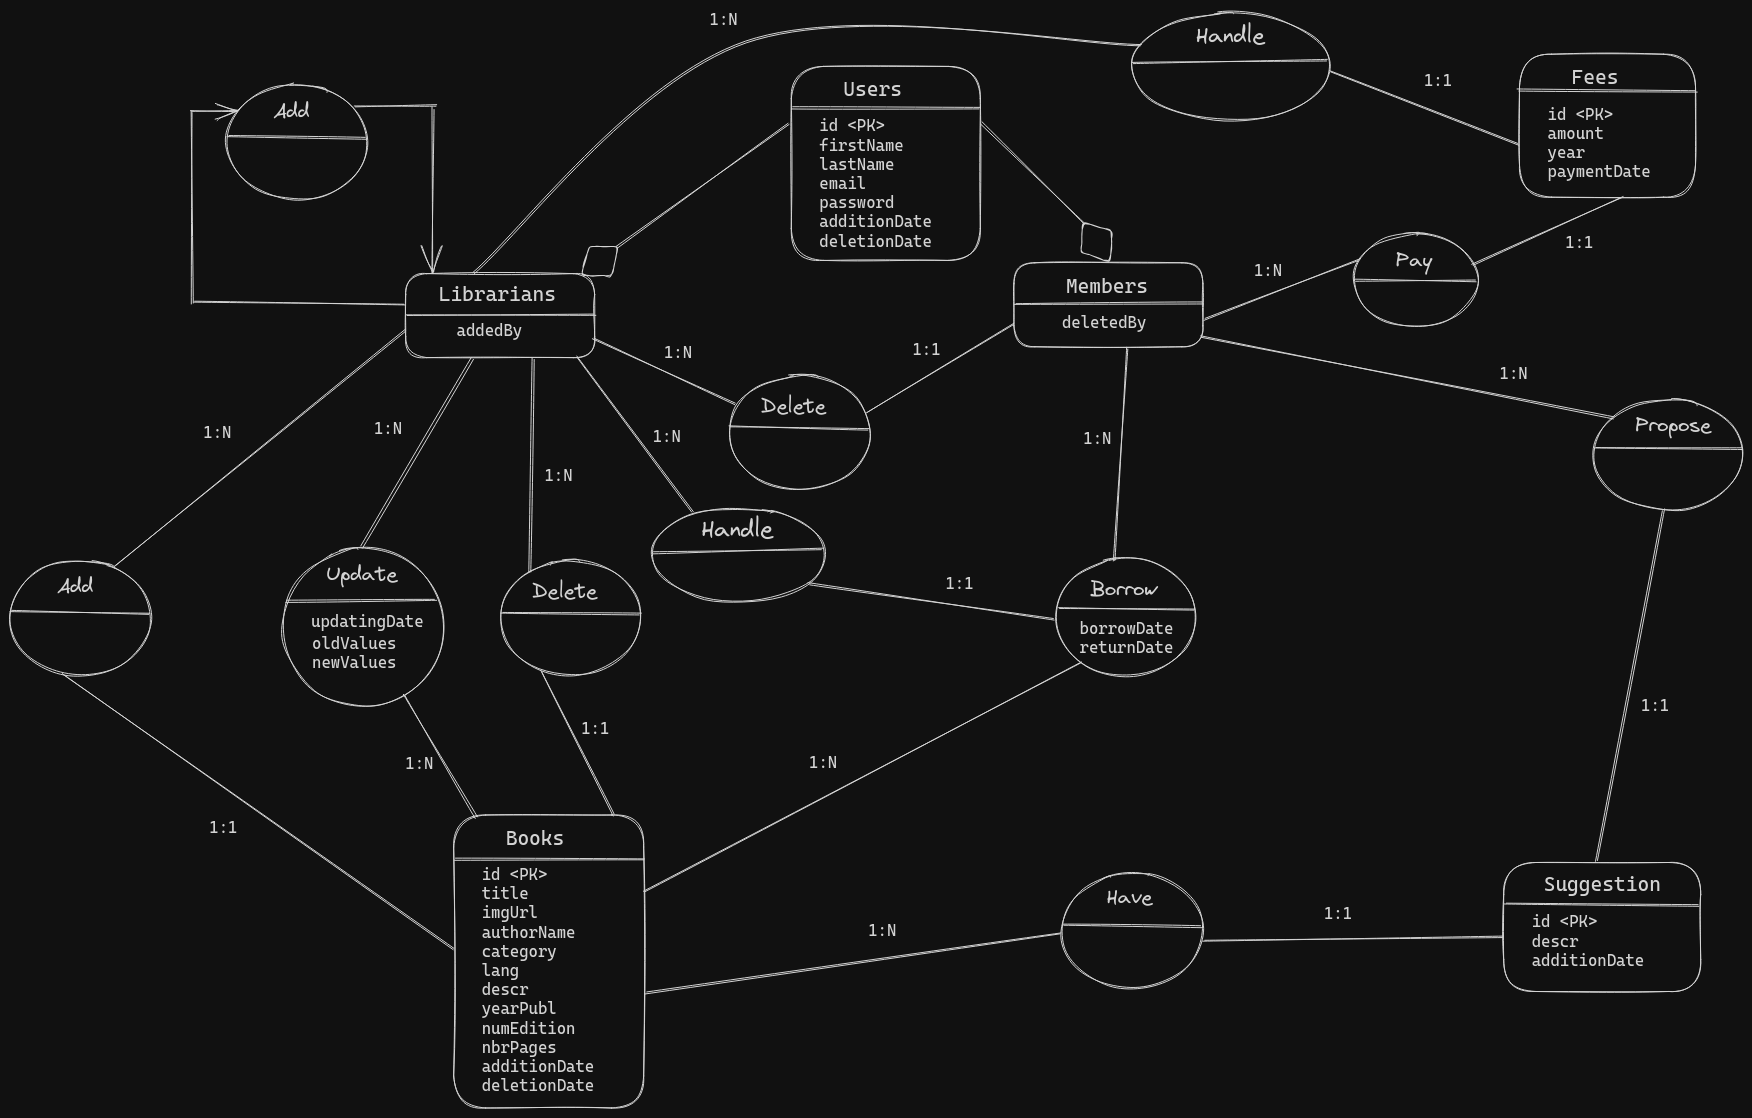 1:N
Handle
1:1
Fees
id <PK>
amount
year
paymentDate
Users
id <PK>
firstName
lastName
email
password
additionDate
deletionDate
Add
1:1
Pay
1:N
Librarians
addedBy
Members
deletedBy
1:N
1:1
Delete
1:N
Propose
1:N
1:N
1:N
1:N
1:N
Handle
1:1
Add
Update
updatingDate
oldValues
newValues
Delete
Borrow
borrowDate
returnDate
1:1
1:1
1:N
1:N
1:1
Books
id <PK>
title
imgUrl
authorName
category
lang
descr
yearPubl
numEdition
nbrPages
additionDate
deletionDate
1:N
Have
1:1
Suggestion
id <PK>
descr
additionDate